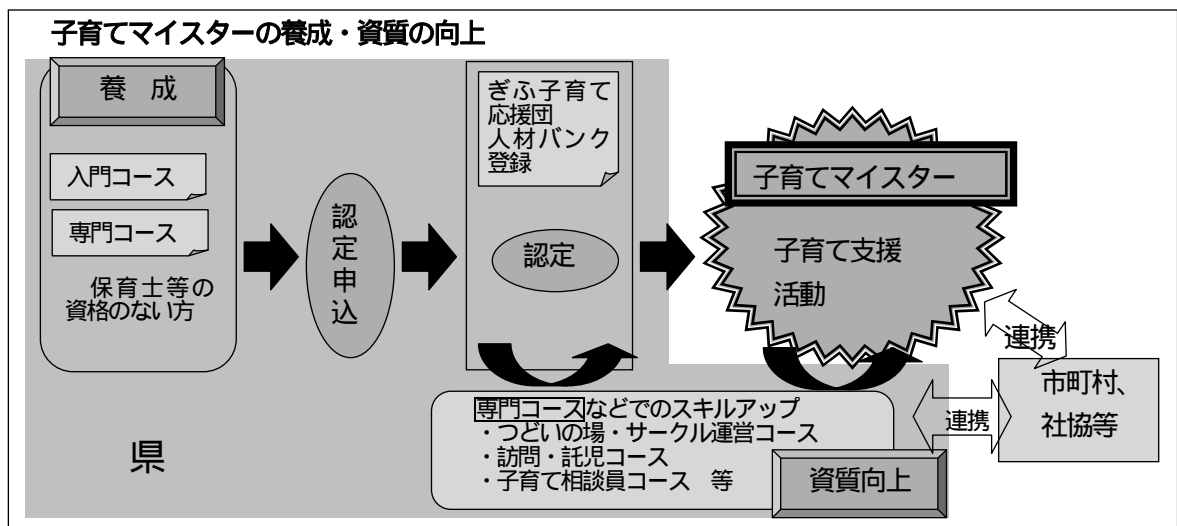 子育てマイスターの養成・資質の向上
養 成
入門コース
専門コース
保育士等の
資格のない方
認定申込
ぎふ子育て
応援団
人材バンク
登録
認定
子育てマイスター
子育て支援
活動
連携
市町村、
社協等
連携
専門コースなどでのスキルアップ
・つどいの場・サークル運営コース
・訪問・託児コース
・子育て相談員コース 等
資質向上
県